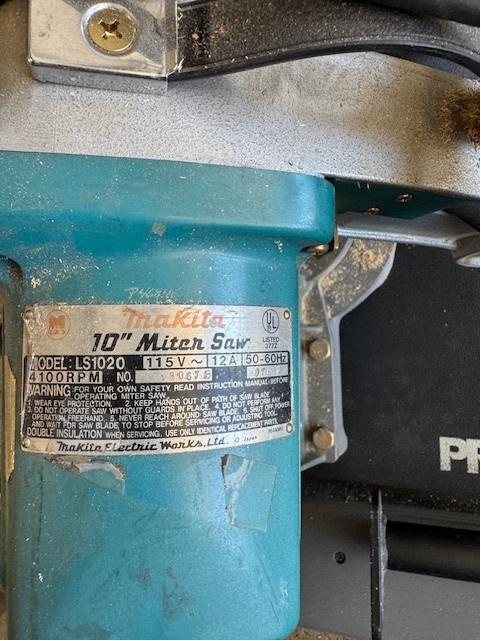 makita
10" Miter Saw
UL
LISTED
377Z
MODEL: LS1020 115V~ 12A 50-60Hz
4100RPM NO.
WARNING: FOR YOUR OWN SAFETY READ INSTRUCTION MANUAL BEFORE
OPERATING MITER SAW.
1. WEAR EYE PROTECTION. 2. KEEP HANDS OUT OF PATH OF SAW BLADE.
3. DO NOT OPERATE SAW WITHOUT GUARDS IN PLACE. 4. DO NOT PERFORM ANY
OPERATING FREEHAND. 5. NEVER REACH AROUND SAW BLADE. 6. SHUT OFF POWER
AND WAIT FOR SAW BLADE TO STOP BEFORE SERVICING OR ADJUSTING TOOL.
DOUBLE INSULATION WHEN SERVICING, USE ONLY IDENTICAL REPLACEMENT PARTS.
Makita Electric Works, Ltd. Japan
PR